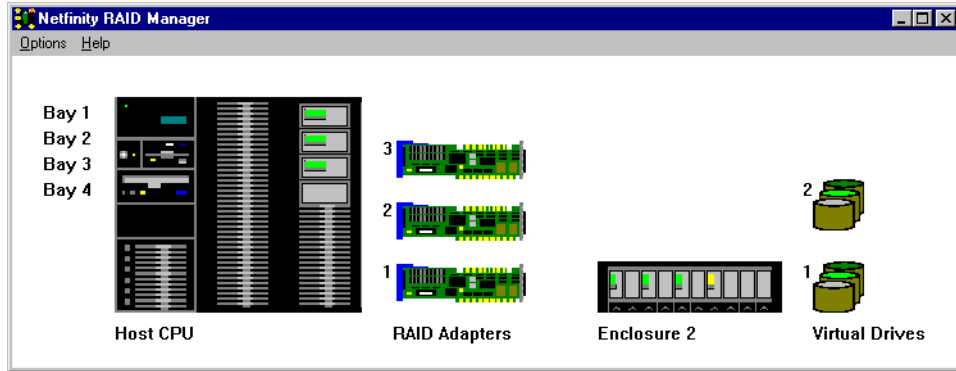 Netfinity RAID Manager
Options Help
Bay 1
Bay 2
Bay 3
Bay 4
3
2
1
2
1
Host CPU
RAID Adapters
Enclosure 2
Virtual Drives